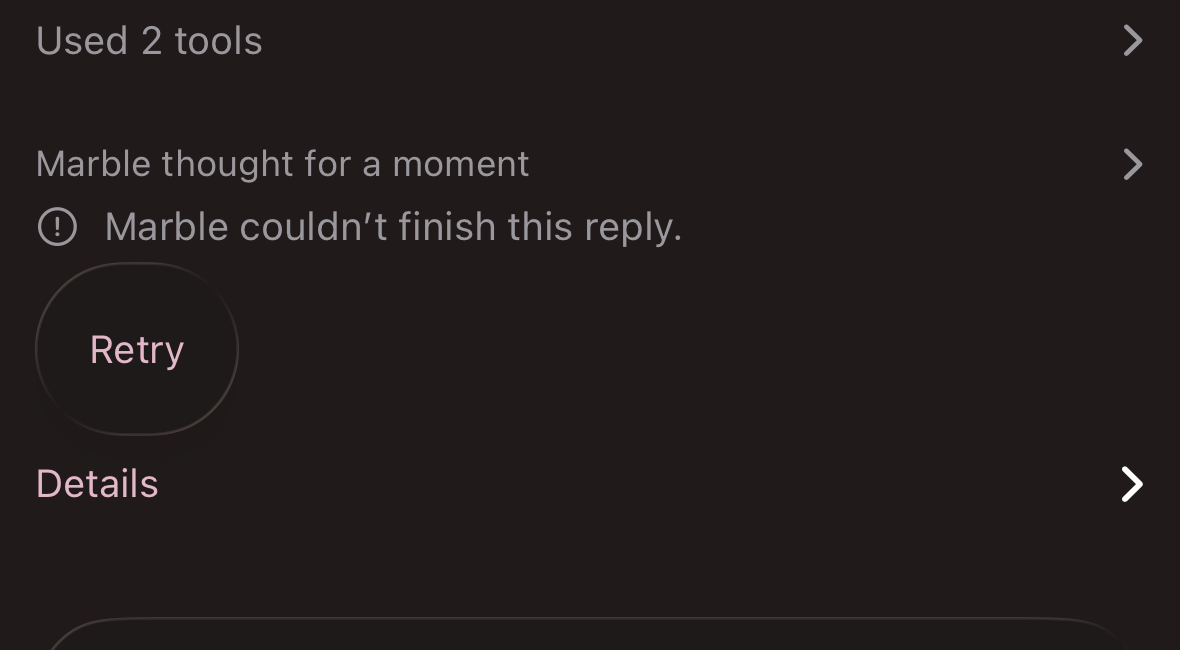 Used 2 tools
Marble thought for a moment
Marble couldn’t finish this reply.
Retry
Details